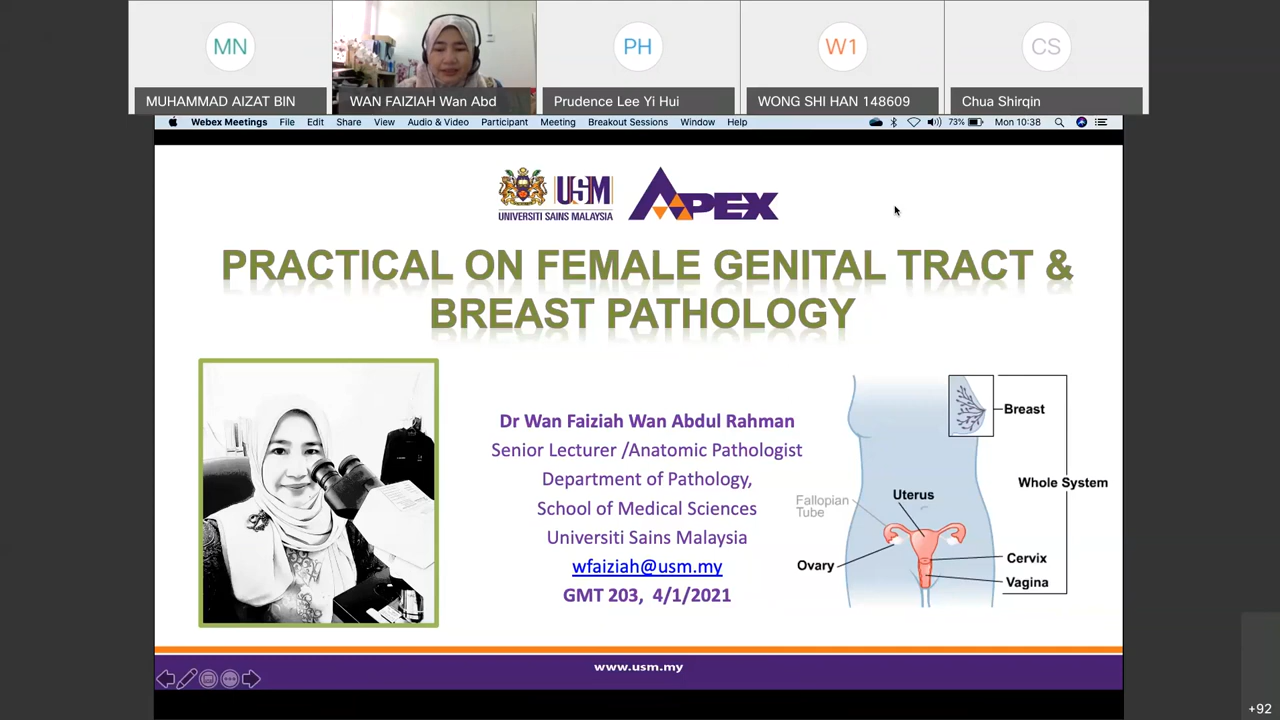 MN
PH
W1
CS
MUHAMMAD AIZAT BIN
WAN FAIZIAH Wan Abd
Prudence Lee Yi Hui
WONG SHI HAN 148609
Chua Shirqin
Webex Meetings File Edit Share View Audio & Video Participant Meeting Breakout Sessions Window Help 73% Mon 10:38
USM
UNIVERSITI SAINS MALAYSIA
APEX
PRACTICAL ON FEMALE GENITAL TRACT &
BREAST PATHOLOGY
Dr Wan Faiziah Wan Abdul Rahman
Senior Lecturer /Anatomic Pathologist
Department of Pathology,
School of Medical Sciences
Universiti Sains Malaysia
wfaiziah@usm.my
GMT 203, 4/1/2021
Breast
Whole System
Uterus
Fallopian
Tube
Ovary
Cervix
Vagina
www.usm.my
+92